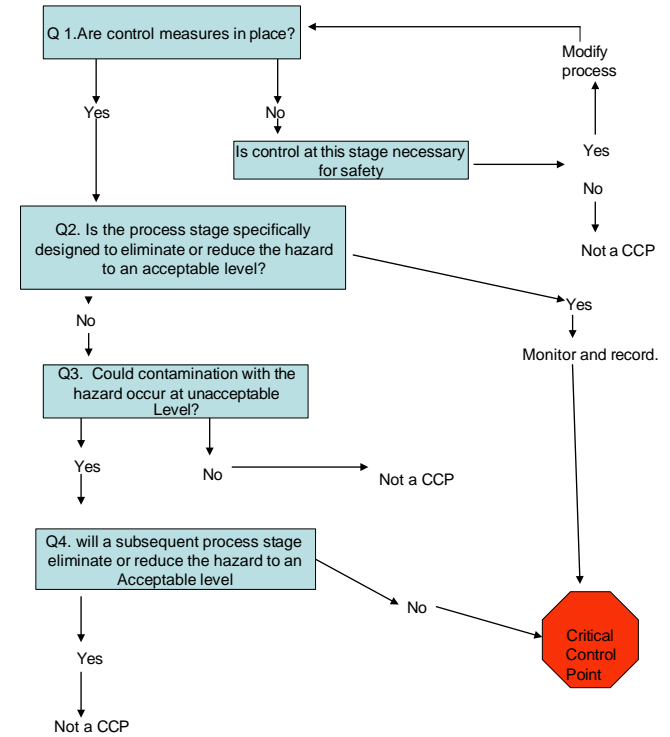 Q 1.Are control measures in place?
Modify
process
Yes
No
Is control at this stage necessary
for safety
Yes
No
Not a CCP
Q2. Is the process stage specifically
designed to eliminate or reduce the hazard
to an acceptable level?
Yes
No
Monitor and record.
Q3. Could contamination with the
hazard occur at unacceptable
Level?
Yes
No
Not a CCP
Q4. will a subsequent process stage
eliminate or reduce the hazard to an
Acceptable level
No
Critical
Control
Point
Yes
Not a CCP